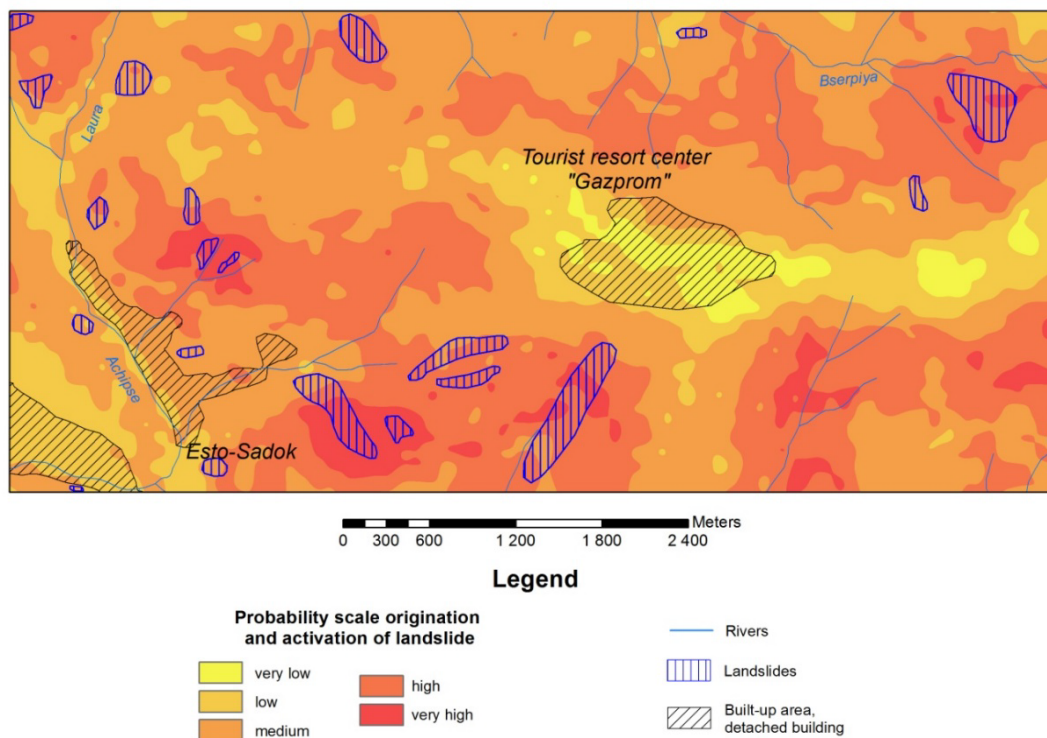 Laura
Bserpiya
Tourist resort center
"Gazprom"
Achipse
Esto-Sadok
Meters
0 300 600 1 200 1 800 2 400
Legend
Probability scale origination
and activation of landslide
very low
low
medium
high
very high
Rivers
Landslides
Built-up area,
detached building